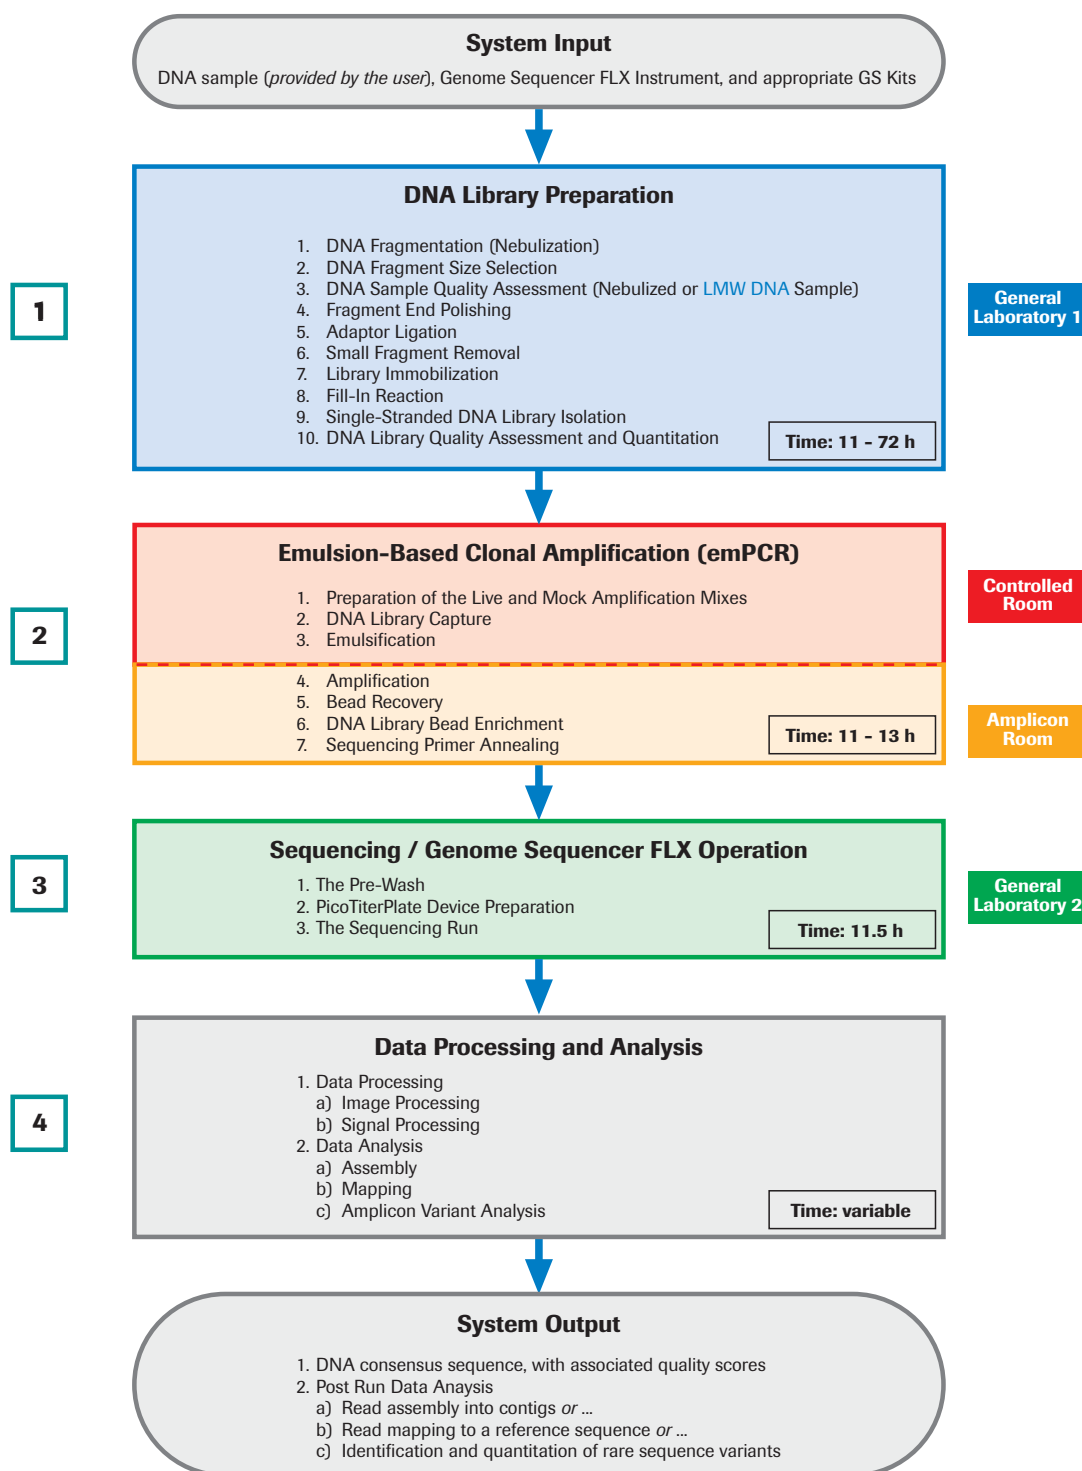 System Input
DNA sample (provided by the user), Genome Sequencer FLX Instrument, and appropriate GS Kits
1
DNA Library Preparation
1. DNA Fragmentation (Nebulization)
2. DNA Fragment Size Selection
3. DNA Sample Quality Assessment (Nebulized or LMW DNA Sample)
4. Fragment End Polishing
5. Adaptor Ligation
6. Small Fragment Removal
7. Library Immobilization
8. Fill-In Reaction
9. Single-Stranded DNA Library Isolation
10. DNA Library Quality Assessment and Quantitation
Time: 11 - 72 h
General
Laboratory 1
2
Emulsion-Based Clonal Amplification (emPCR)
1. Preparation of the Live and Mock Amplification Mixes
2. DNA Library Capture
3. Emulsification
4. Amplification
5. Bead Recovery
6. DNA Library Bead Enrichment
7. Sequencing Primer Annealing
Time: 11 - 13 h
Controlled
Room
Amplicon
Room
3
Sequencing / Genome Sequencer FLX Operation
1. The Pre-Wash
2. PicoTiterPlate Device Preparation
3. The Sequencing Run
Time: 11.5 h
General
Laboratory 2
4
Data Processing and Analysis
1. Data Processing
a) Image Processing
b) Signal Processing
2. Data Analysis
a) Assembly
b) Mapping
c) Amplicon Variant Analysis
Time: variable
System Output
1. DNA consensus sequence, with associated quality scores
2. Post Run Data Anaysis
a) Read assembly into contigs or ...
b) Read mapping to a reference sequence or ...
c) Identification and quantitation of rare sequence variants